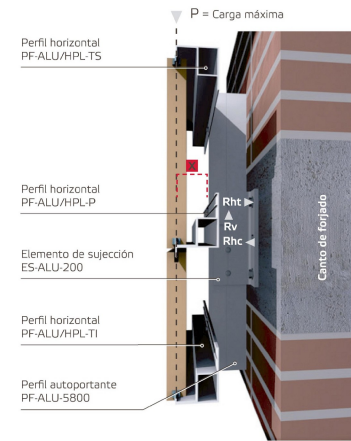 P = Carga máxima
Perfil horizontal
PF-ALU/HPL-TS
X
Perfil horizontal
PF-ALU/HPL-P
Rht
Rv
Rhc
Elemento de sujección
ES-ALU-200
Canto de forjado
Perfil horizontal
PF-ALU/HPL-TI
Perfil autoportante
PF-ALU-5800